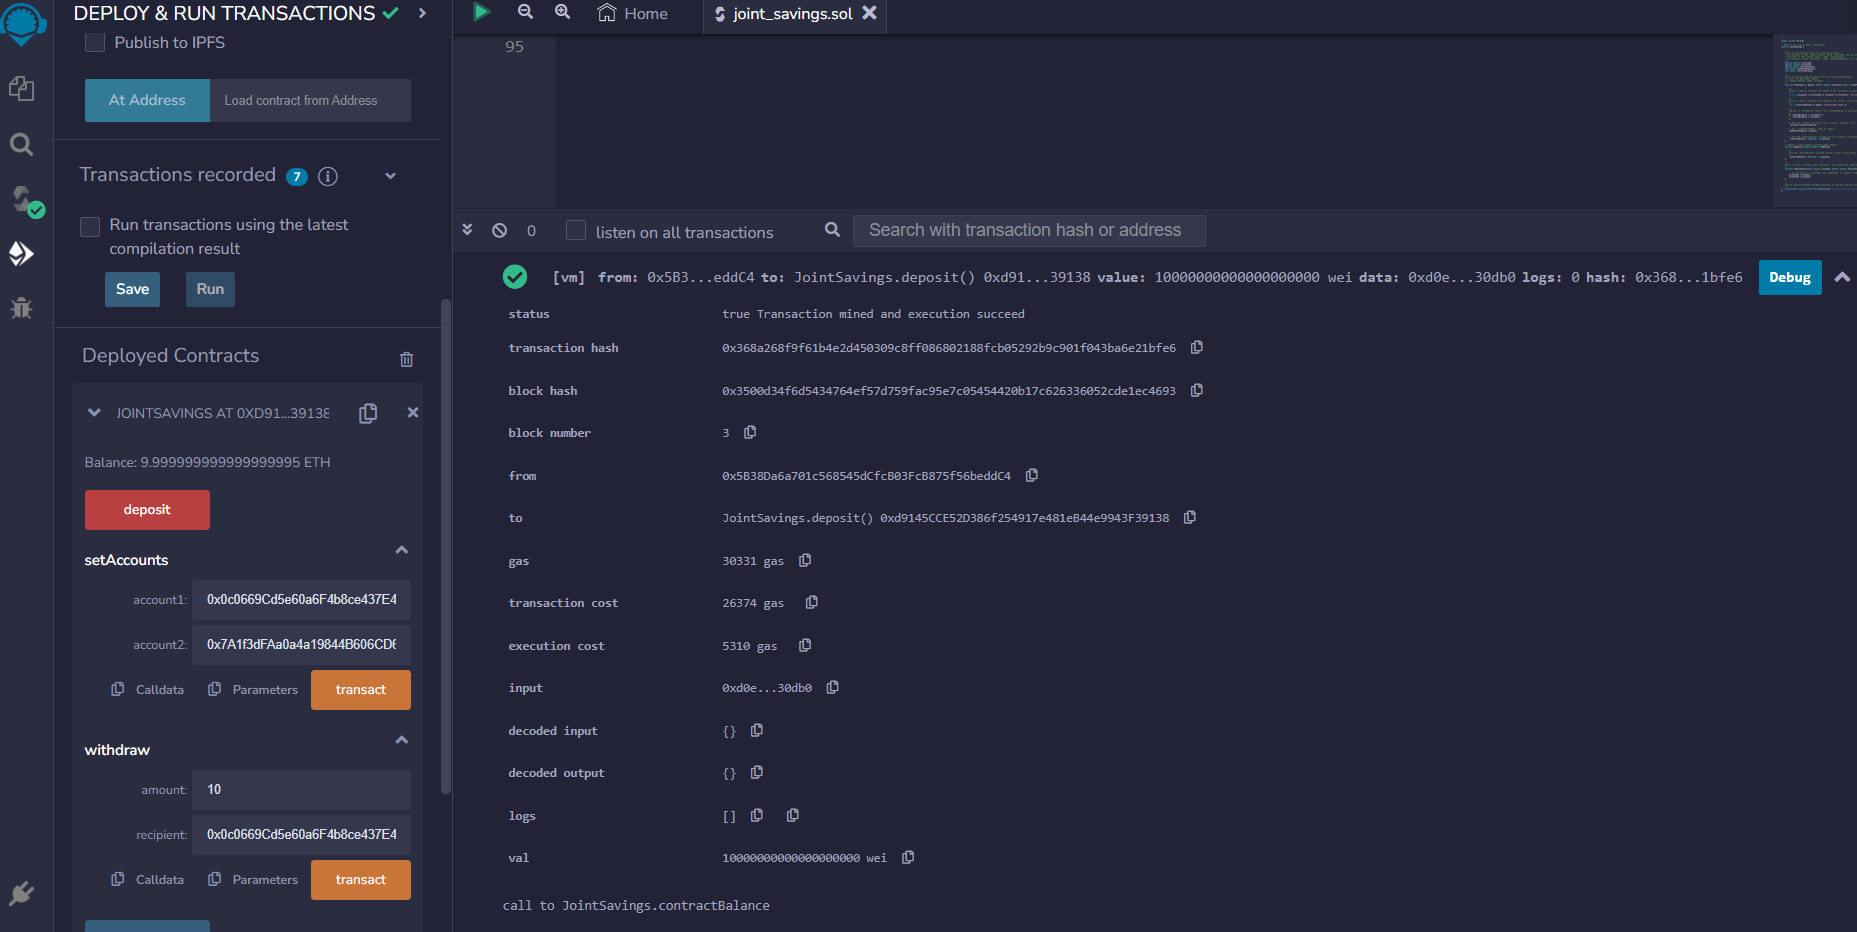 DEPLOY & RUN TRANSACTIONS
Publish to IPFS
At Address
Load contract from Address
Transactions recorded 7
Run transactions using the latest
compilation result
Save
Run
Deployed Contracts
JOINTSAVINGS AT 0XD91...39138
Balance: 9.999999999999999995 ETH
deposit
setAccounts
account1: 0x0c0669Cd5e60a6F4b8ce437E4
account2: 0x7A1f3dFAa0a4a19844B606CD6
Calldata Parameters transact
withdraw
amount: 10
recipient: 0x0c0669Cd5e60a6F4b8ce437E4
Calldata Parameters transact
Home
joint_savings.sol
95
0
listen on all transactions
Search with transaction hash or address
[vm] from: 0x5B3...eddC4 to: JointSavings.deposit() 0xd91...39138 value: 10000000000000000000 wei data: 0xd0e...30db0 logs: 0 hash: 0x368...1bfe6
Debug
status true Transaction mined and execution succeed
transaction hash 0x368a268f9f61b4e2d450309c8ff086802188fcb05292b9c901f043ba6e21bfe6
block hash 0x3500d34f6d5434764ef57d759fac95e7c05454420b17c626336052cde1ec4693
block number 3
from 0x5B38Da6a701c568545dCfcB03FcB875f56beddC4
to JointSavings.deposit() 0xd9145CCE52D386f254917e481eB44e9943F39138
gas 30331 gas
transaction cost 26374 gas
execution cost 5310 gas
input 0xd0e...30db0
decoded input {}
decoded output {}
logs []
val 10000000000000000000 wei
call to JointSavings.contractBalance